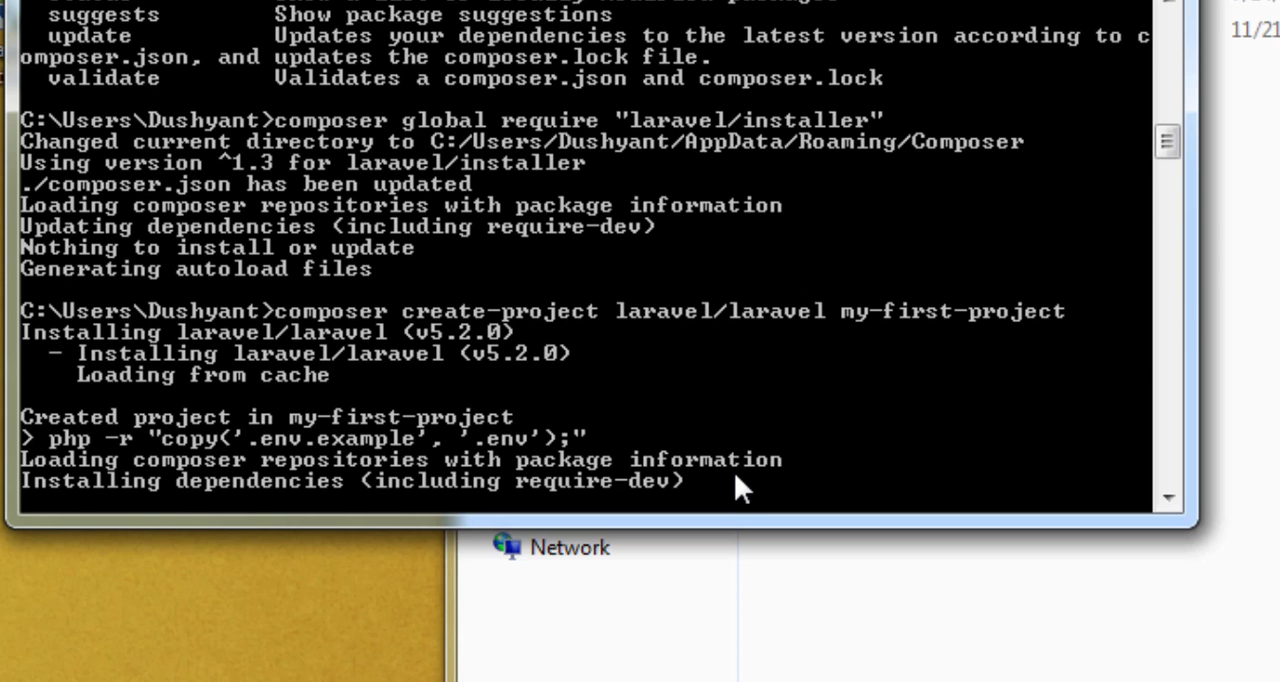 suggests Show package suggestions
11/21
update Updates your dependencies to the latest version according to c
omposer.json, and updates the composer.lock file.
validate Validates a composer.json and composer.lock
C:\Users\Dushyant>composer global require "laravel/installer"
Changed current directory to C:/Users/Dushyant/AppData/Roaming/Composer
Using version ^1.3 for laravel/installer
./composer.json has been updated
Loading composer repositories with package information
Updating dependencies (including require-dev)
Nothing to install or update
Generating autoload files
C:\Users\Dushyant>composer create-project laravel/laravel my-first-project
Installing laravel/laravel (v5.2.0)
- Installing laravel/laravel (v5.2.0)
Loading from cache
Created project in my-first-project
> php -r "copy('.env.example', '.env');"
Loading composer repositories with package information
Installing dependencies (including require-dev)
Network